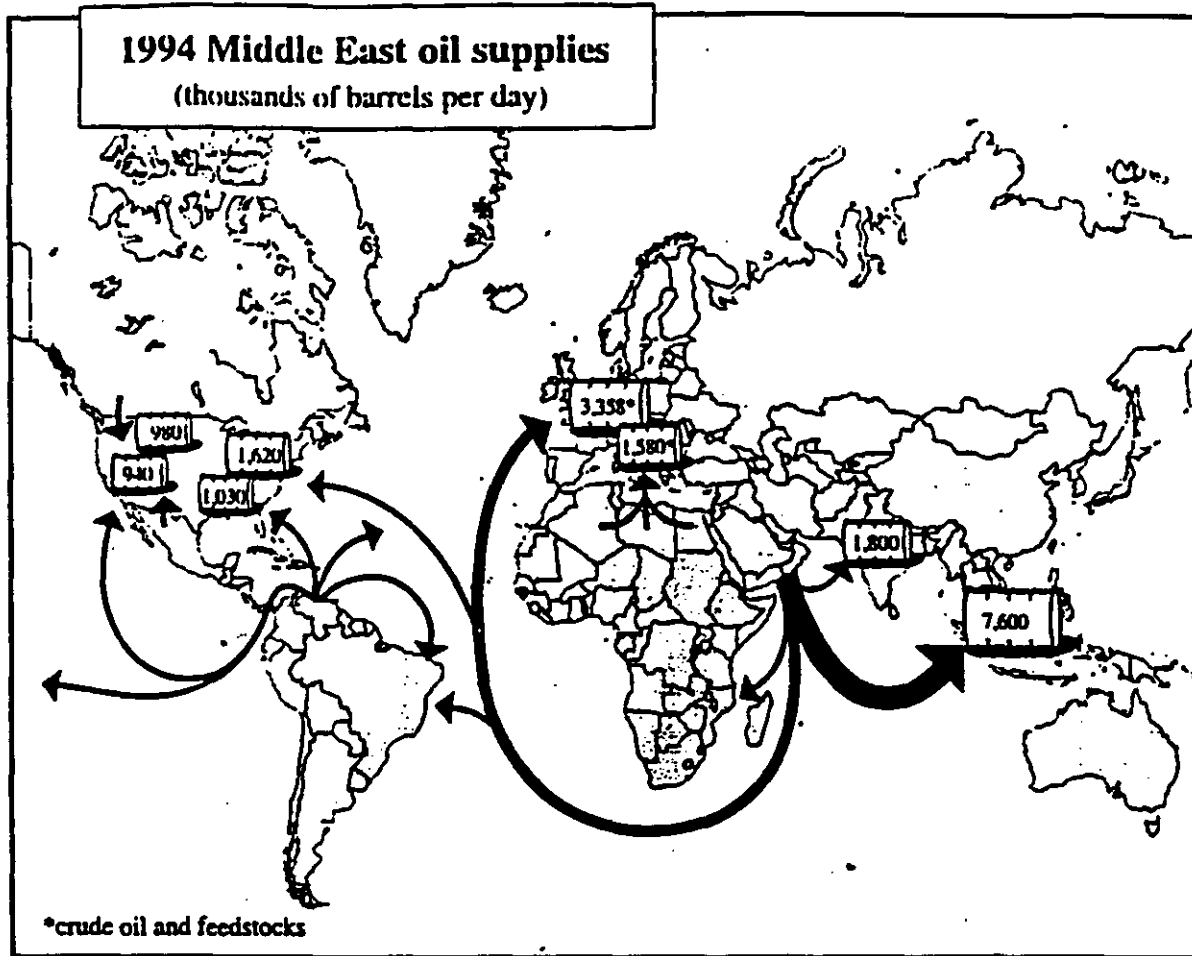 1994 Middle East oil supplies
(thousands of barrels per day)
3,358*
980
1,620
1,580*
940
1,030
1,800
7,600
*crude oil and feedstocks